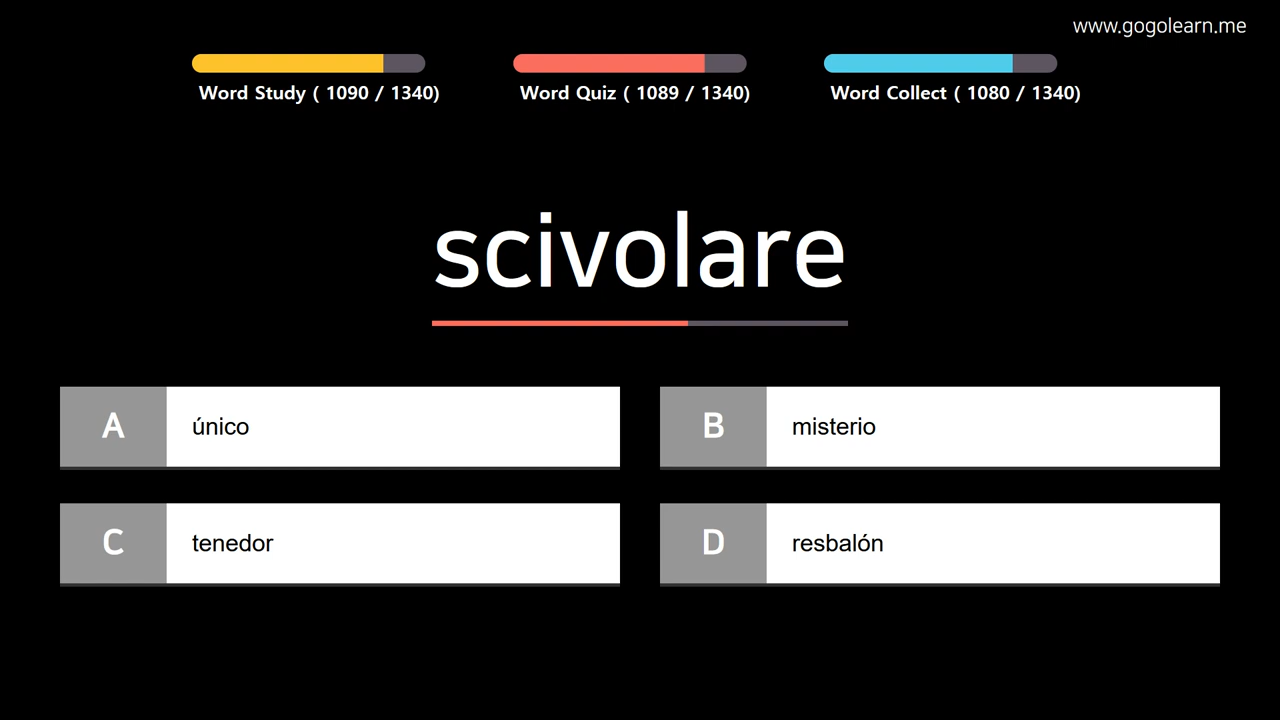 www.gogolearn.me
Word Study ( 1090 / 1340)
Word Quiz ( 1089 / 1340)
Word Collect ( 1080 / 1340)
scivolare
A
único
B
misterio
C
tenedor
D
resbalón